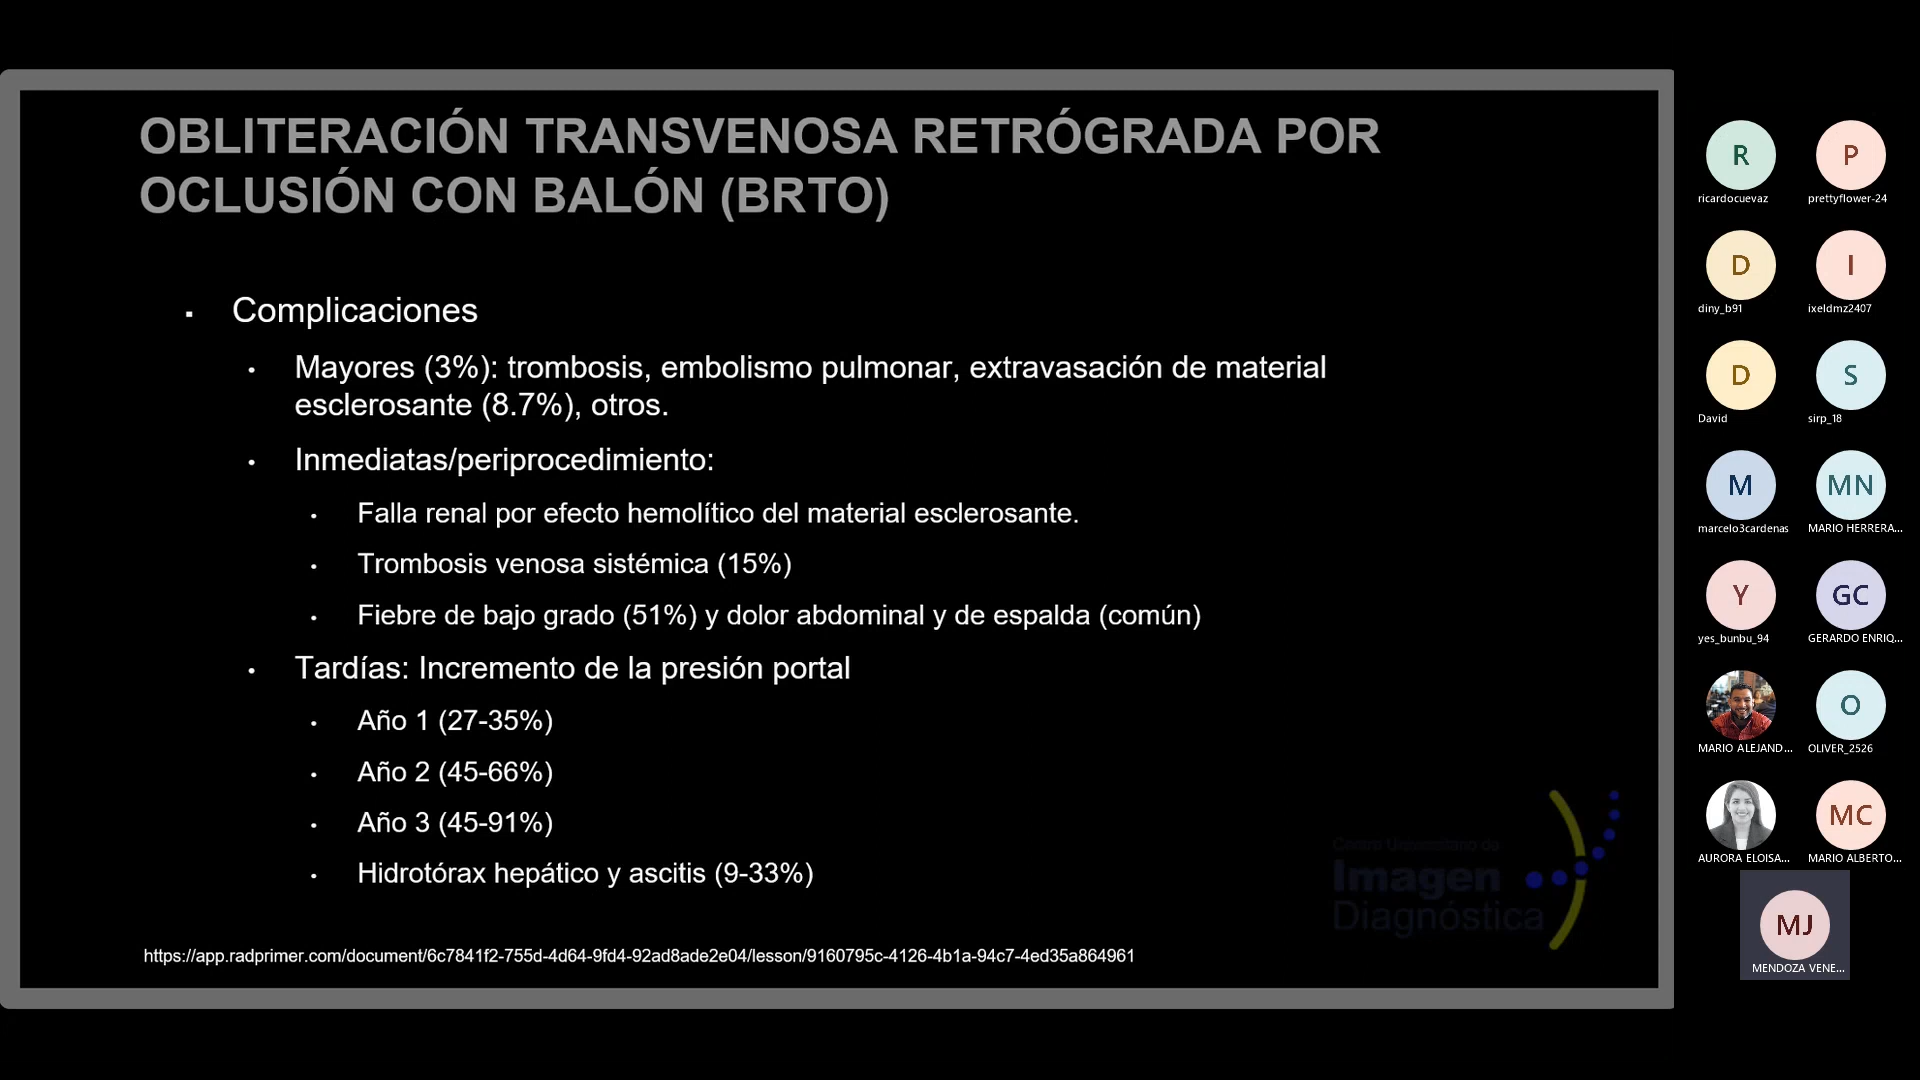 OBLITERACIÓN TRANSVENOSA RETRÓGRADA POR
OCLUSIÓN CON BALÓN (BRTO)
Complicaciones
Mayores (3%): trombosis, embolismo pulmonar, extravasación de material
esclerosante (8.7%), otros.
Inmediatas/periprocedimiento:
Falla renal por efecto hemolítico del material esclerosante.
Trombosis venosa sistémica (15%)
Fiebre de bajo grado (51%) y dolor abdominal y de espalda (común)
Tardías: Incremento de la presión portal
Año 1 (27-35%)
Año 2 (45-66%)
Año 3 (45-91%)
Hidrotórax hepático y ascitis (9-33%)
Centro Universitario de
Imagen
Diagnóstica
https://app.radprimer.com/document/6c7841f2-755d-4d64-9fd4-92ad8ade2e04/lesson/9160795c-4126-4b1a-94c7-4ed35a864961
R
ricardocuevaz
P
prettyflower-24
D
diny_b91
I
ixeldmz2407
D
David
S
sirp_18
M
marcelo3cardenas
MN
MARIO HERRERA...
Y
yes_bunbu_94
GC
GERARDO ENRIQ...
MARIO ALEJAND...
O
OLIVER_2526
AURORA ELOISA...
MC
MARIO ALBERTO...
MJ
MENDOZA VENE...